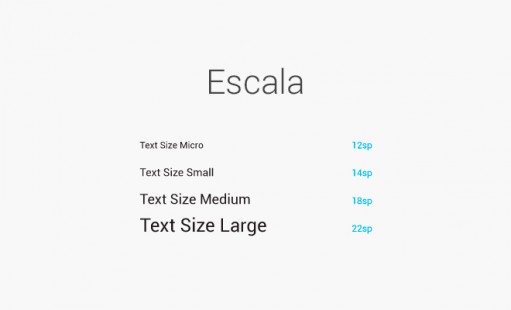 Escala
Text Size Micro 12sp
Text Size Small 14sp
Text Size Medium 18sp
Text Size Large 22sp